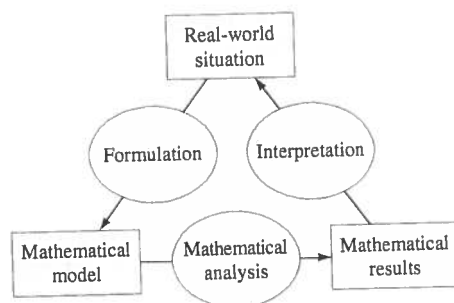 Real-world
situation
Formulation
Interpretation
Mathematical
model
Mathematical
analysis
Mathematical
results